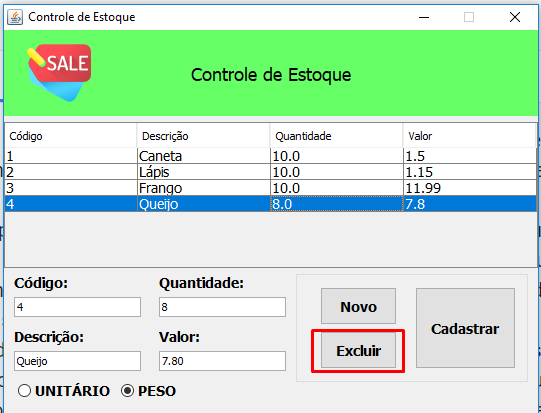 Controle de Estoque
SALE
Controle de Estoque
Código Descrição Quantidade Valor
1 Caneta 10.0 1.5
2 Lápis 10.0 1.15
3 Frango 10.0 11.99
4 Queijo 8.0 7.8
Código: Quantidade:
4 8
Novo
Cadastrar
Descrição: Valor:
Excluir
Queijo 7.80
UNITÁRIO PESO